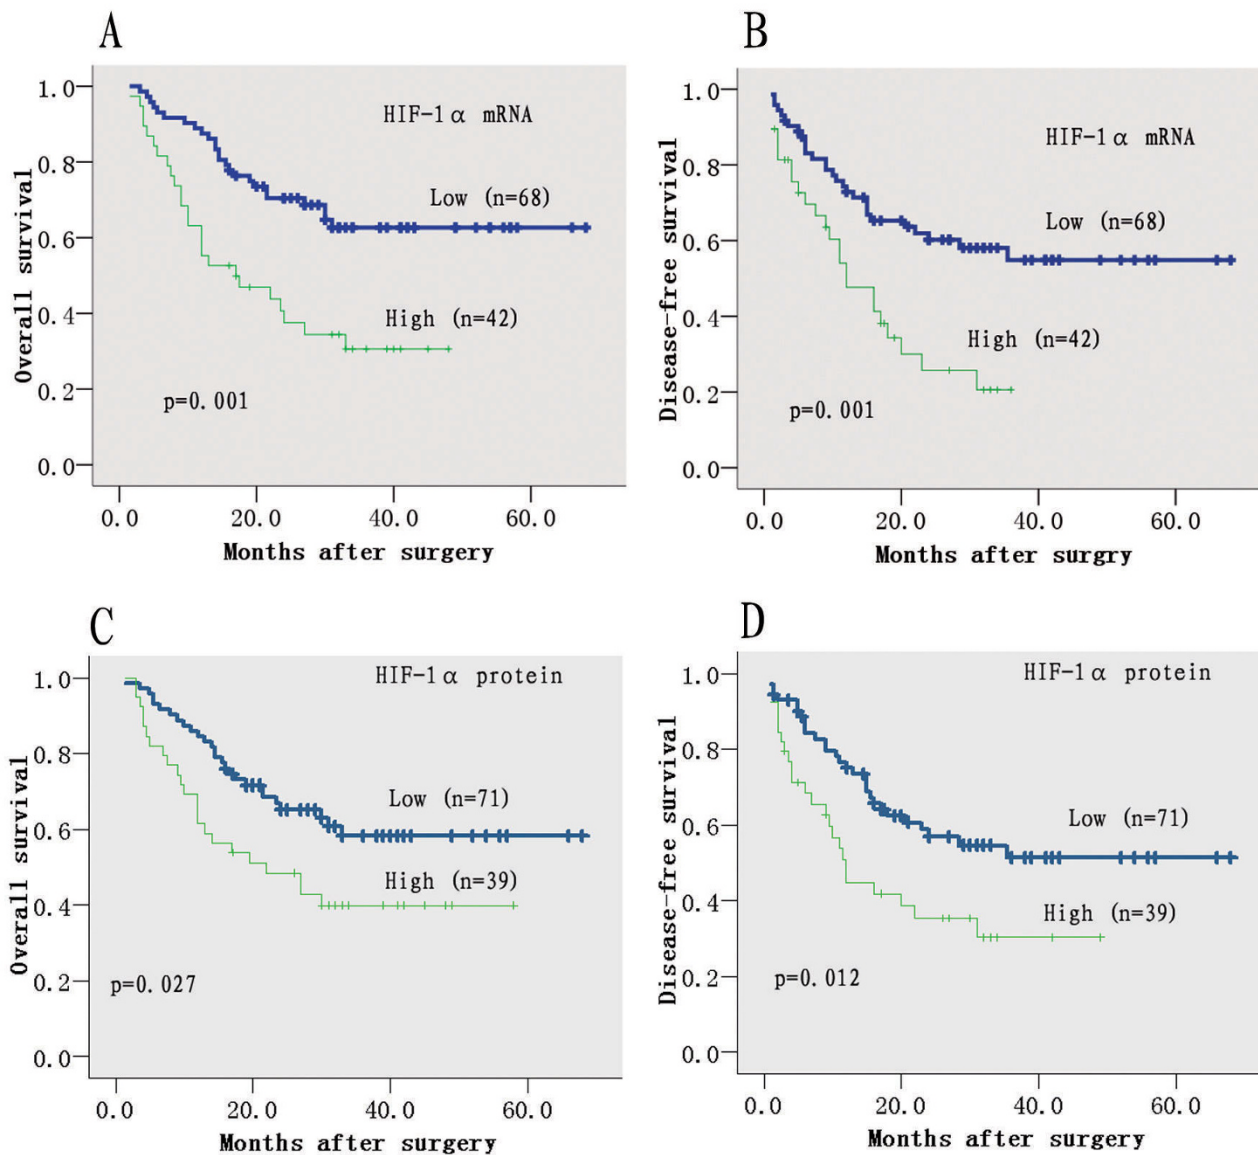 A
Overall survival
1.0
0.8
0.6
0.4
0.2
0.0
HIF-1α mRNA
Low (n=68)
High (n=42)
p=0.001
0.0 20.0 40.0 60.0
Months after surgery
B
Disease-free survival
1.0
0.8
0.6
0.4
0.2
0.0
HIF-1α mRNA
Low (n=68)
High (n=42)
p=0.001
0.0 20.0 40.0 60.0
Months after surgry
C
Overall survival
1.0
0.8
0.6
0.4
0.2
0.0
HIF-1α protein
Low (n=71)
High (n=39)
p=0.027
0.0 20.0 40.0 60.0
Months after surgery
D
Disease-free survival
1.0
0.8
0.6
0.4
0.2
0.0
HIF-1α protein
Low (n=71)
High (n=39)
p=0.012
0.0 20.0 40.0 60.0
Months after surgery